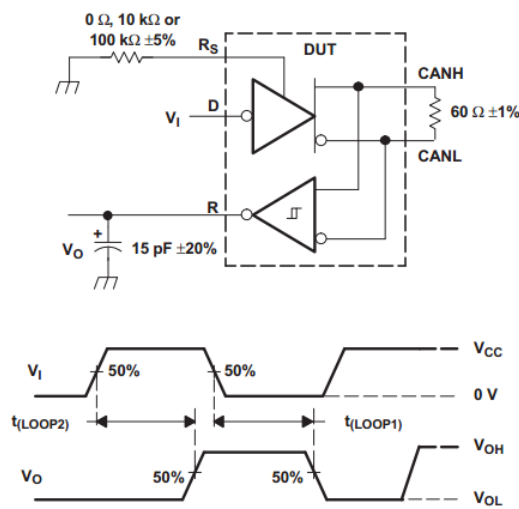 0 Ω, 10 kΩ or
100 kΩ ±5%
RS
DUT
CANH
D
VI
60 Ω ±1%
CANL
R
+
VO
15 pF ±20%
VCC
VI
50%
50%
0 V
t(LOOP2)
t(LOOP1)
VOH
VO
50%
50%
VOL